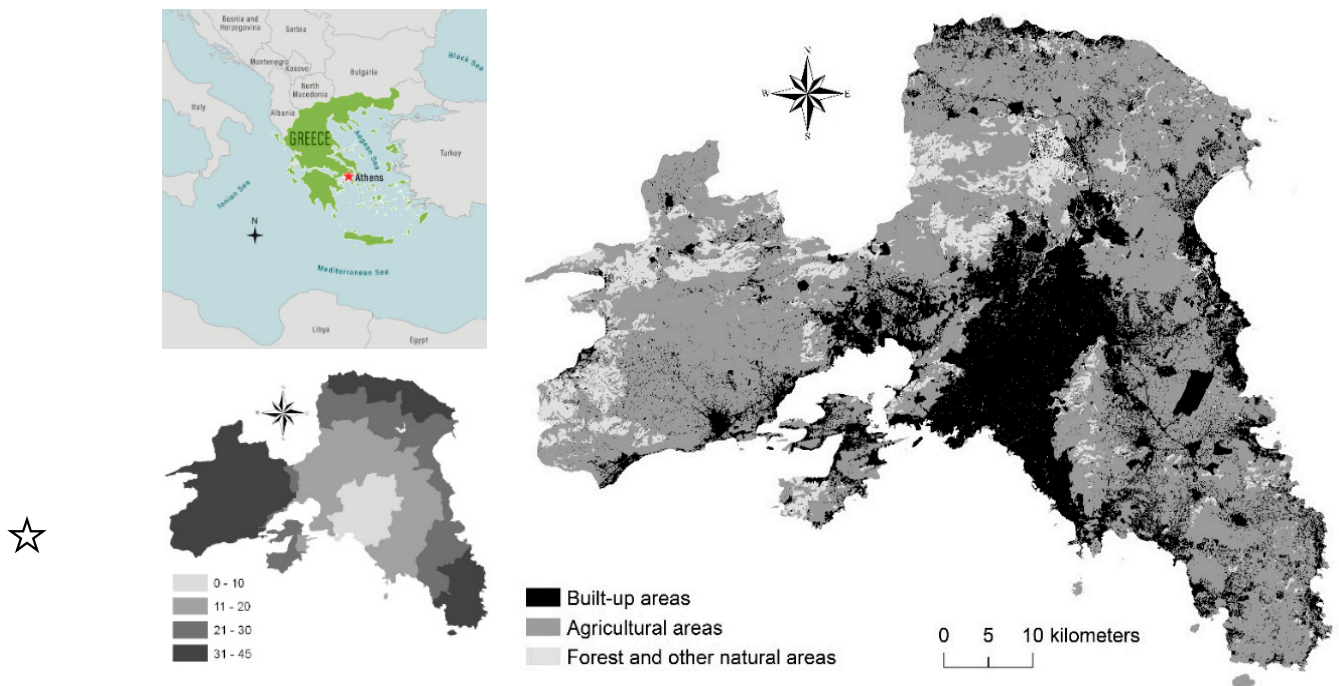 Bosnia and
Herzegovina
Serbia
Black Sea
Montenegro
Kosovo
Bulgaria
North
Macedonia
Italy
Albania
GREECE
Aegean Sea
Turkey
Athens
Ionian Sea
N
Mediterranean Sea
Libya
Egypt
0 - 10
11 - 20
21 - 30
31 - 45
N
W
E
S
Built-up areas
Agricultural areas
Forest and other natural areas
0 5 10 kilometers